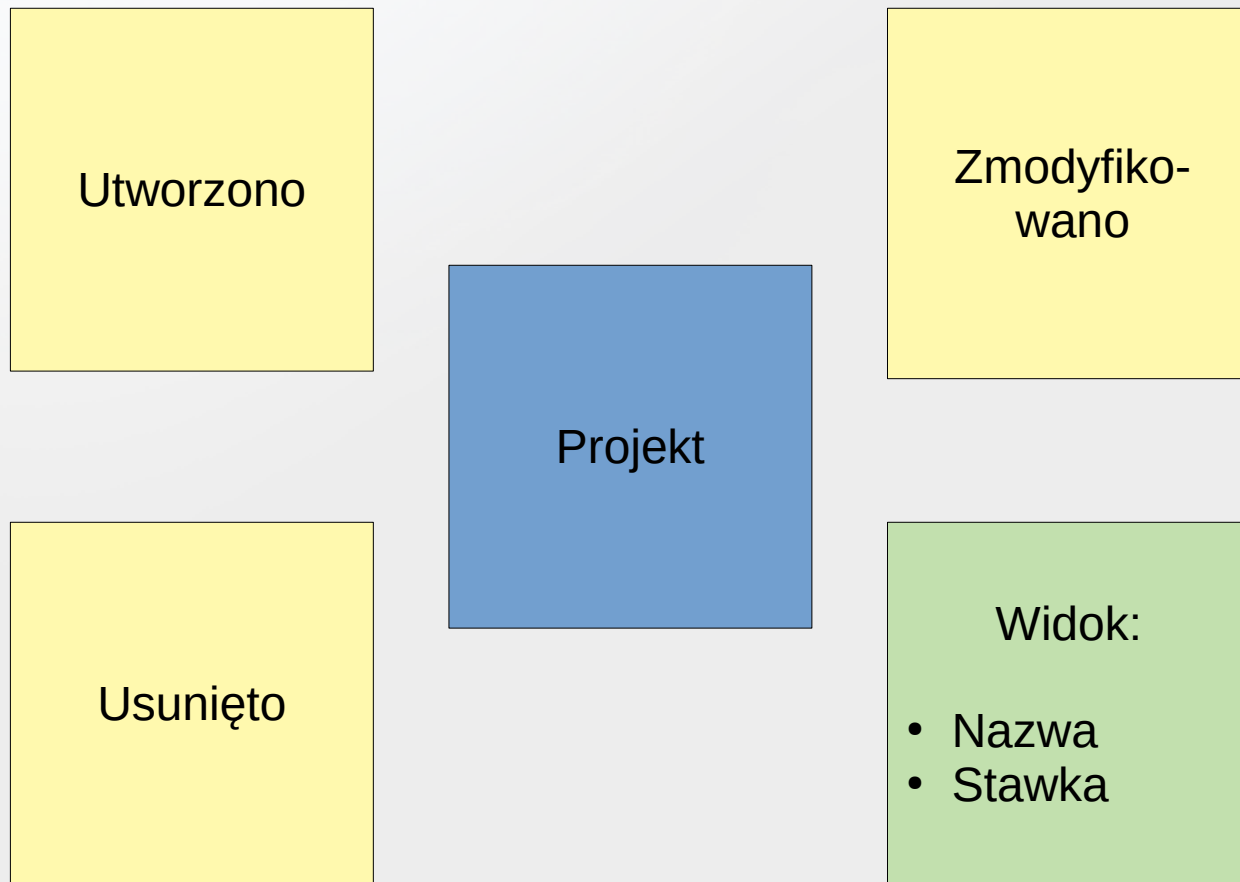 Utworzono
Zmodyfiko-
wano
Projekt
Usunięto
Widok:
• Nazwa
• Stawka